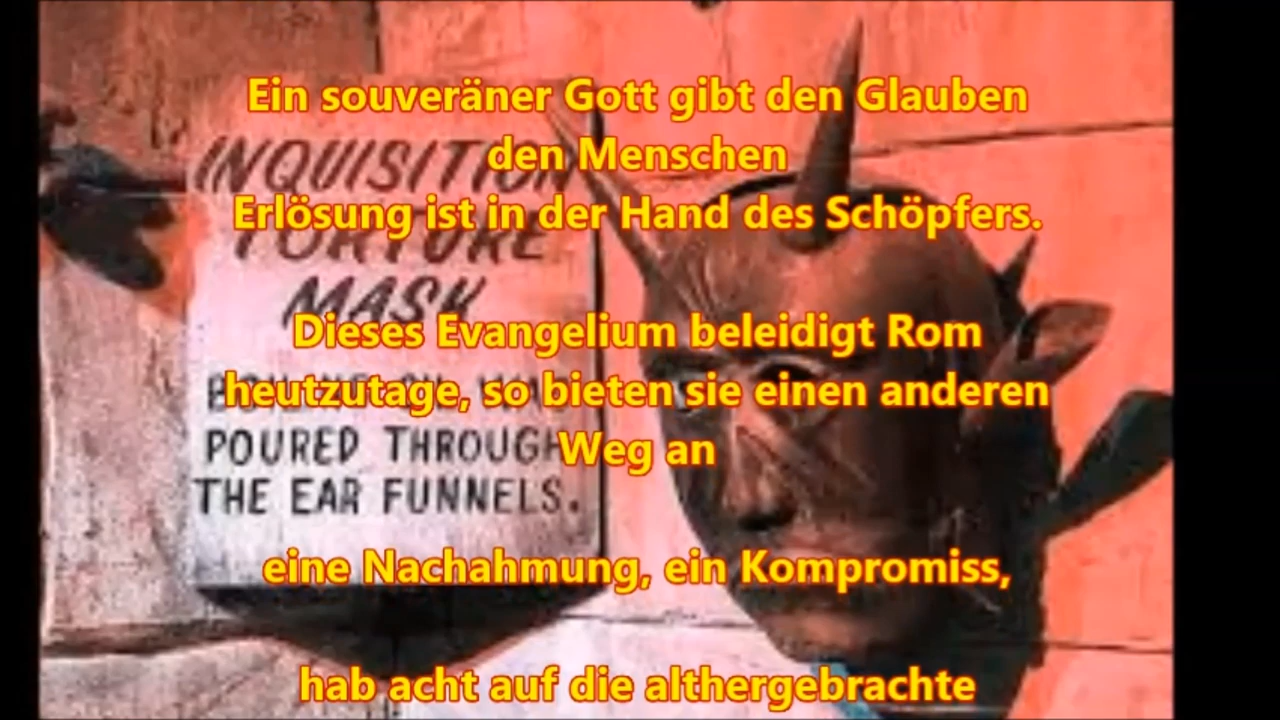 Ein souveräner Gott gibt den Glauben
den Menschen
Erlösung ist in der Hand des Schöpfers.
Dieses Evangelium beleidigt Rom
heutzutage, so bieten sie einen anderen
Weg an
eine Nachahmung, ein Kompromiss,
hab acht auf die althergebrachte
INQUISITION
TORTURE
MASK
POURED THROUGH
THE EAR FUNNELS.